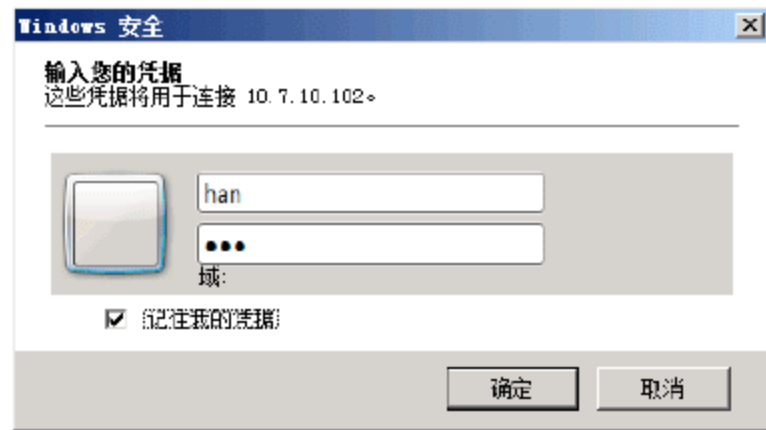 Windows 安全
输入您的凭据
这些凭据将用于连接 10.7.10.102。
han
●●●
域:
记住我的凭据
确定
取消